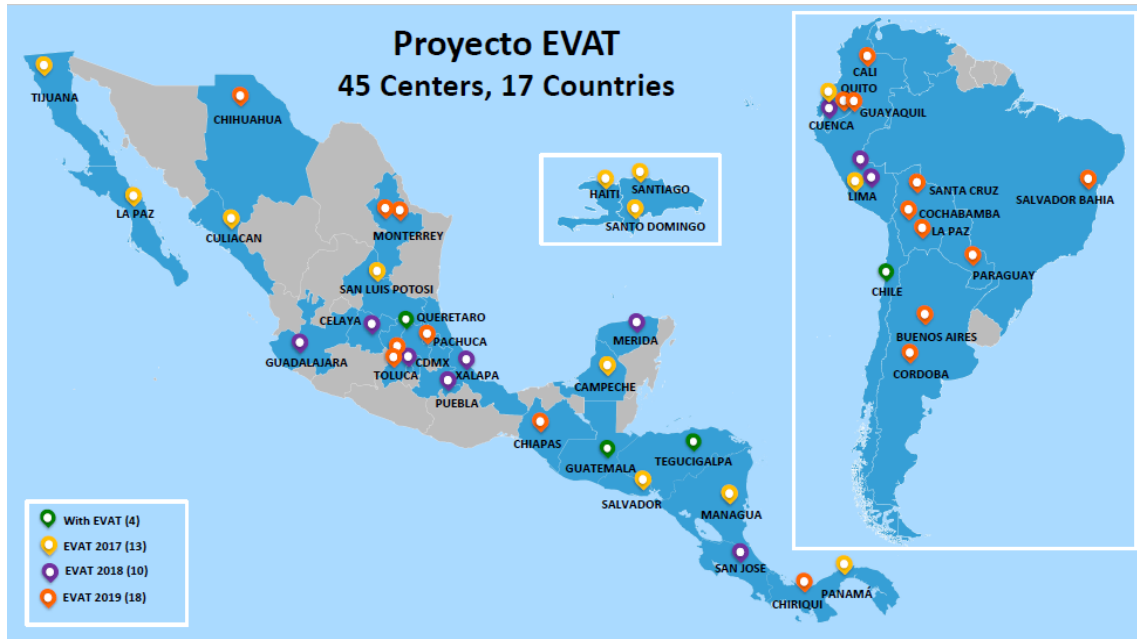 Proyecto EVAT
45 Centers, 17 Countries
TIJUANA
CHIHUAHUA
LA PAZ
CULIACAN
MONTERREY
SAN LUIS POTOSI
CELAYA
QUERETARO
PACHUCA
GUADALAJARA
TOLUCA
CDMX
XALAPA
PUEBLA
MERIDA
CAMPECHE
CHIAPAS
GUATEMALA
TEGUCIGALPA
SALVADOR
MANAGUA
SAN JOSE
CHIRIQUI
PANAMÁ
HAITI
SANTIAGO
SANTO DOMINGO
CALI
QUITO
GUAYAQUIL
CUENCA
LIMA
SANTA CRUZ
SALVADOR BAHIA
COCHABAMBA
LA PAZ
PARAGUAY
CHILE
BUENOS AIRES
CORDOBA
With EVAT (4)
EVAT 2017 (13)
EVAT 2018 (10)
EVAT 2019 (18)